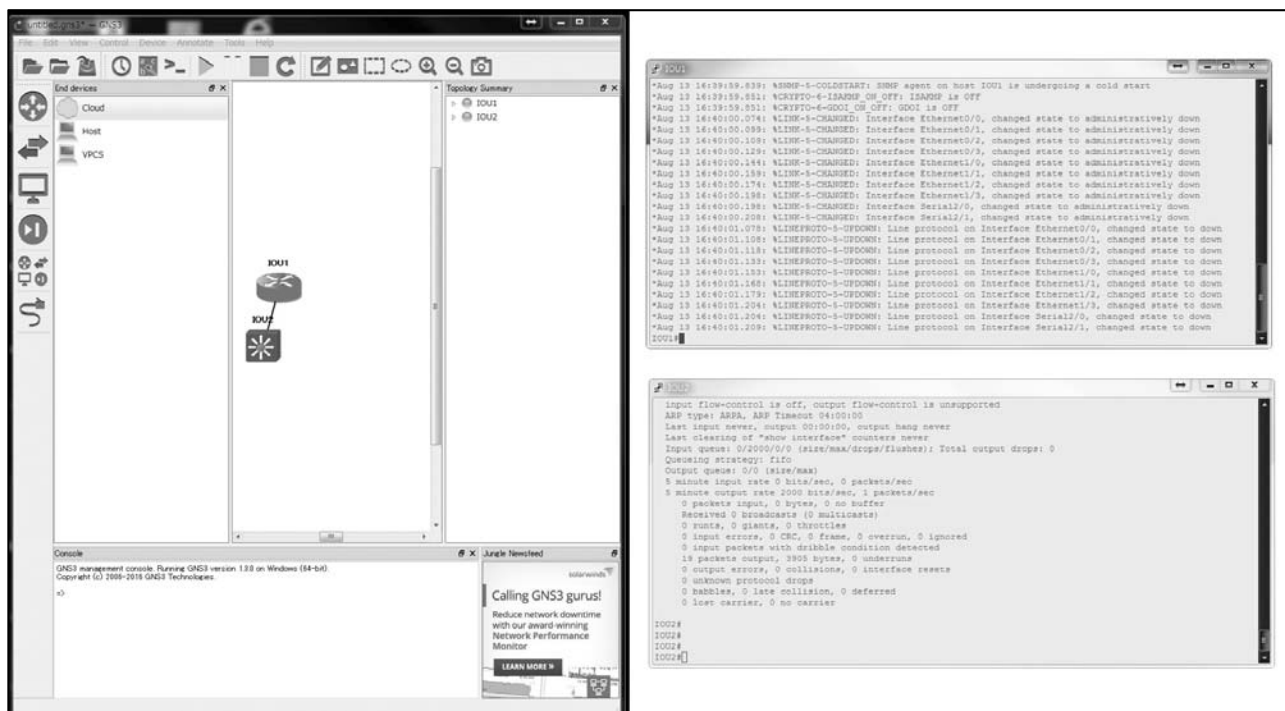 untitled.gns3* — GNS3
File Edit View Control Device Annotate Tools Help
End devices
Cloud
Host
VPCS
Topology Summary
IOU1
IOU2
IOU1
IOU2
Console
GNS3 management console. Running GNS3 version 1.3.8 on Windows (64-bit).
Copyright (c) 2006-2016 GNS3 Technologies.
=>
Jungle Newsfeed
solarwinds
Calling GNS3 gurus!
Reduce network downtime
with our award-winning
Network Performance
Monitor
LEARN MORE »
IOU1
*Aug 13 16:39:59.839: %SNMP-5-COLDSTART: SNMP agent on host IOU1 is undergoing a cold start
*Aug 13 16:39:59.851: %CRYPTO-6-ISAKMP_ON_OFF: ISAKMP is OFF
*Aug 13 16:39:59.851: %CRYPTO-6-GDOI_ON_OFF: GDOI is OFF
*Aug 13 16:40:00.074: %LINK-5-CHANGED: Interface Ethernet0/0, changed state to administratively down
*Aug 13 16:40:00.099: %LINK-5-CHANGED: Interface Ethernet0/1, changed state to administratively down
*Aug 13 16:40:00.108: %LINK-5-CHANGED: Interface Ethernet0/2, changed state to administratively down
*Aug 13 16:40:00.129: %LINK-5-CHANGED: Interface Ethernet0/3, changed state to administratively down
*Aug 13 16:40:00.144: %LINK-5-CHANGED: Interface Ethernet1/0, changed state to administratively down
*Aug 13 16:40:00.159: %LINK-5-CHANGED: Interface Ethernet1/1, changed state to administratively down
*Aug 13 16:40:00.174: %LINK-5-CHANGED: Interface Ethernet1/2, changed state to administratively down
*Aug 13 16:40:00.198: %LINK-5-CHANGED: Interface Ethernet1/3, changed state to administratively down
*Aug 13 16:40:00.198: %LINK-5-CHANGED: Interface Serial2/0, changed state to administratively down
*Aug 13 16:40:00.208: %LINK-5-CHANGED: Interface Serial2/1, changed state to administratively down
*Aug 13 16:40:01.078: %LINEPROTO-5-UPDOWN: Line protocol on Interface Ethernet0/0, changed state to down
*Aug 13 16:40:01.108: %LINEPROTO-5-UPDOWN: Line protocol on Interface Ethernet0/1, changed state to down
*Aug 13 16:40:01.118: %LINEPROTO-5-UPDOWN: Line protocol on Interface Ethernet0/2, changed state to down
*Aug 13 16:40:01.133: %LINEPROTO-5-UPDOWN: Line protocol on Interface Ethernet0/3, changed state to down
*Aug 13 16:40:01.153: %LINEPROTO-5-UPDOWN: Line protocol on Interface Ethernet1/0, changed state to down
*Aug 13 16:40:01.168: %LINEPROTO-5-UPDOWN: Line protocol on Interface Ethernet1/1, changed state to down
*Aug 13 16:40:01.179: %LINEPROTO-5-UPDOWN: Line protocol on Interface Ethernet1/2, changed state to down
*Aug 13 16:40:01.204: %LINEPROTO-5-UPDOWN: Line protocol on Interface Ethernet1/3, changed state to down
*Aug 13 16:40:01.204: %LINEPROTO-5-UPDOWN: Line protocol on Interface Serial2/0, changed state to down
*Aug 13 16:40:01.209: %LINEPROTO-5-UPDOWN: Line protocol on Interface Serial2/1, changed state to down
IOU1#
IOU2
input flow-control is off, output flow-control is unsupported
ARP type: ARPA, ARP Timeout 04:00:00
Last input never, output 00:00:00, output hang never
Last clearing of "show interface" counters never
Input queue: 0/2000/0/0 (size/max/drops/flushes); Total output drops: 0
Queueing strategy: fifo
Output queue: 0/0 (size/max)
5 minute input rate 0 bits/sec, 0 packets/sec
5 minute output rate 2000 bits/sec, 1 packets/sec
0 packets input, 0 bytes, 0 no buffer
Received 0 broadcasts (0 multicasts)
0 runts, 0 giants, 0 throttles
0 input errors, 0 CRC, 0 frame, 0 overrun, 0 ignored
0 input packets with dribble condition detected
19 packets output, 3905 bytes, 0 underruns
0 output errors, 0 collisions, 0 interface resets
0 unknown protocol drops
0 babbles, 0 late collision, 0 deferred
0 lost carrier, 0 no carrier
IOU2#
IOU2#
IOU2#
IOU2#